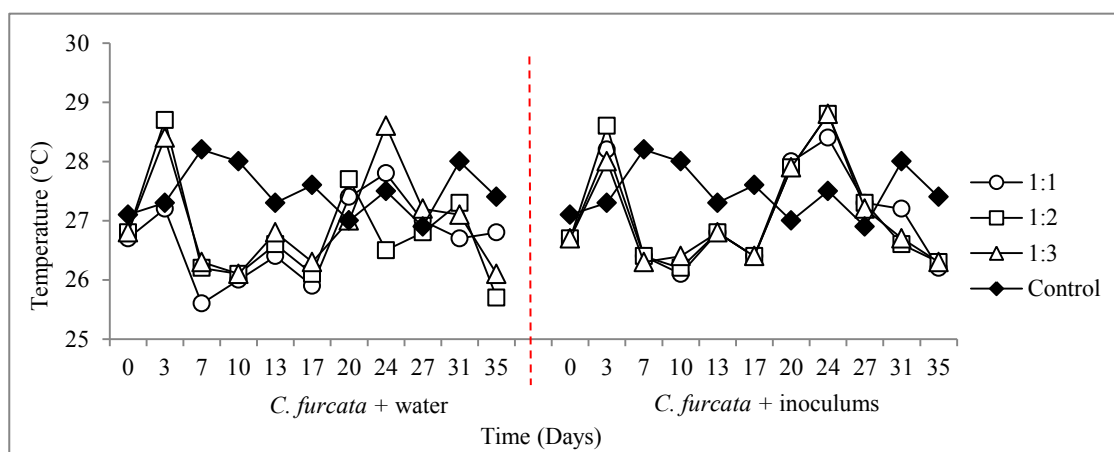 30
29
28
27
26
25
Temperature (°C)
0 3 7 10 13 17 20 24 27 31 35 0 3 7 10 13 17 20 24 27 31 35
C. furcata + water C. furcata + inoculums
Time (Days)
1:1
1:2
1:3
Control